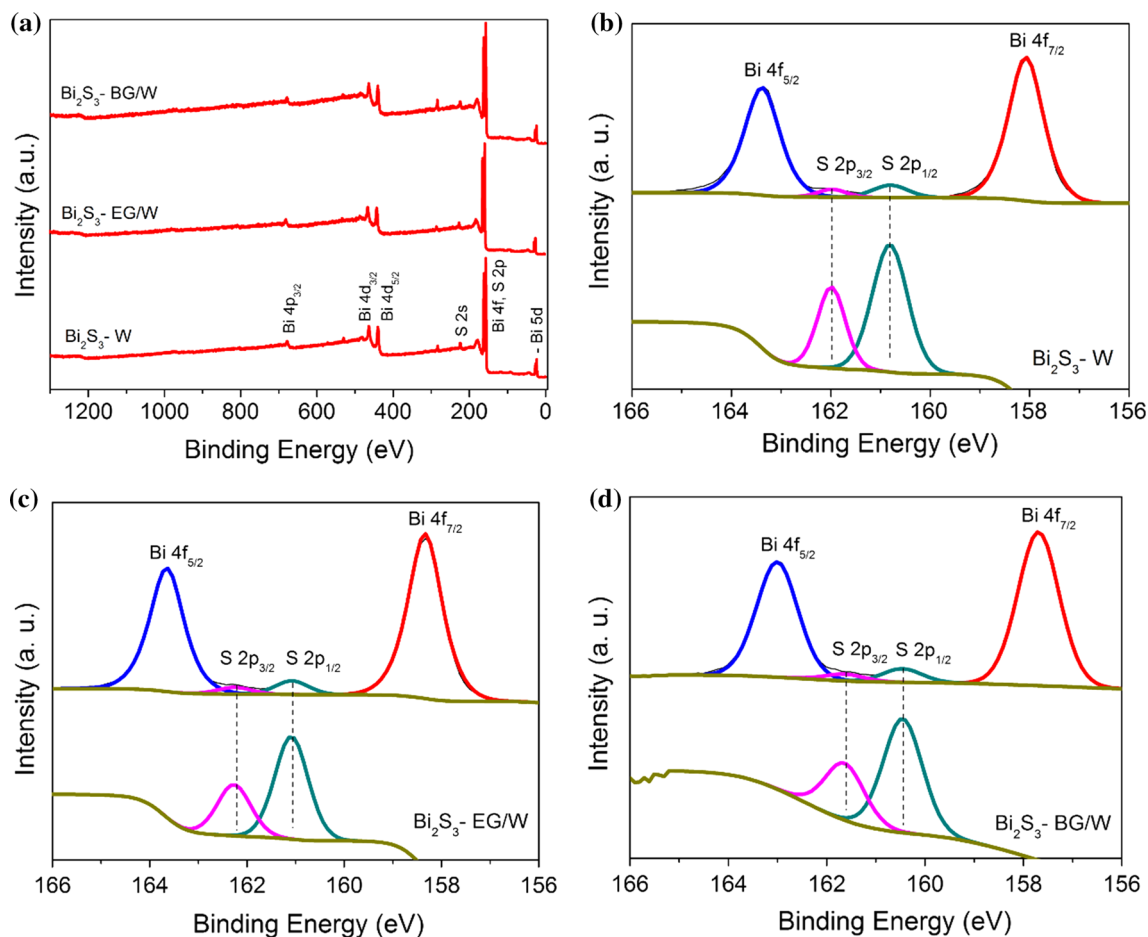 (a)
Bi₂S₃- BG/W
Bi₂S₃- EG/W
Bi₂S₃- W
Bi 4p₃/₂
Bi 4d₃/₂
Bi 4d₅/₂
S 2s
Bi 4f, S 2p
- Bi 5d
Intensity (a.u.)
1200 1000 800 600 400 200 0
Binding Energy (eV)
(b)
Bi 4f₇/₂
Bi 4f₅/₂
S 2p₃/₂ S 2p₁/₂
Bi₂S₃- W
Intensity (a. u.)
166 164 162 160 158 156
Binding Energy (eV)
(c)
Bi 4f₇/₂
Bi 4f₅/₂
S 2p₃/₂ S 2p₁/₂
Bi₂S₃- EG/W
Intensity (a. u.)
166 164 162 160 158 156
Binding Energy (eV)
(d)
Bi 4f₇/₂
Bi 4f₅/₂
S 2p₃/₂ S 2p₁/₂
Bi₂S₃- BG/W
Intensity (a. u.)
166 164 162 160 158 156
Binding Energy (eV)